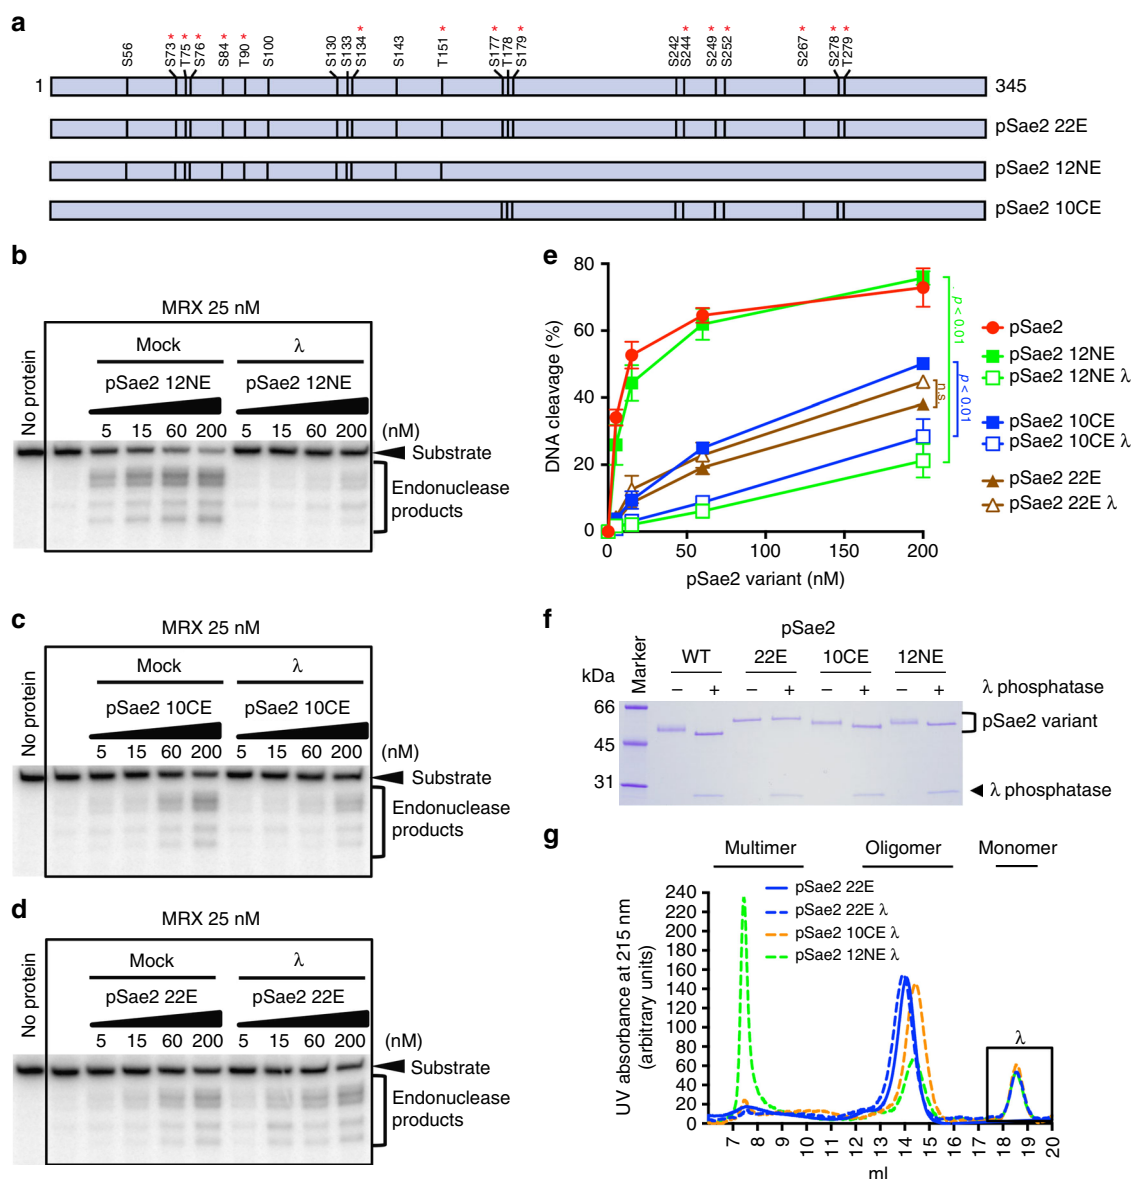 a
S56
S73 *
T75 *
S76 *
S84 *
T90 *
S100
S130
S133
S134 *
S143
T151 *
S177 *
T178
S179 *
S242
S244 *
S249 *
S252 *
S267 *
S278 *
T279 *
1
345
pSae2 22E
pSae2 12NE
pSae2 10CE
b
MRX 25 nM
No protein
Mock
λ
pSae2 12NE
pSae2 12NE
5 15 60 200 5 15 60 200 (nM)
Substrate
Endonuclease
products
c
MRX 25 nM
No protein
Mock
λ
pSae2 10CE
pSae2 10CE
5 15 60 200 5 15 60 200 (nM)
Substrate
Endonuclease
products
d
MRX 25 nM
No protein
Mock
λ
pSae2 22E
pSae2 22E
5 15 60 200 5 15 60 200 (nM)
Substrate
Endonuclease
products
e
DNA cleavage (%)
80
60
40
20
0
0 50 100 150 200
pSae2 variant (nM)
n.s.
p < 0.01
p < 0.01
pSae2
pSae2 12NE
pSae2 12NE λ
pSae2 10CE
pSae2 10CE λ
pSae2 22E
pSae2 22E λ
f
pSae2
kDa
Marker
WT 22E 10CE 12NE
– + – + – + – + λ phosphatase
66
45
31
pSae2 variant
λ phosphatase
g
Multimer
Oligomer
Monomer
UV absorbance at 215 nm
(arbitrary units)
240
220
200
180
160
140
120
100
80
60
40
20
0
pSae2 22E
pSae2 22E λ
pSae2 10CE λ
pSae2 12NE λ
λ
7 8 9 10 11 12 13 14 15 16 17 18 19 20
ml